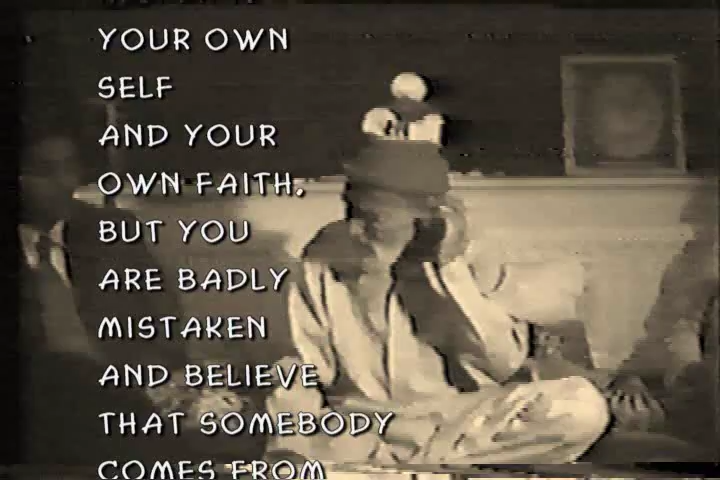 YOUR OWN
SELF
AND YOUR
OWN FAITH.
BUT YOU
ARE BADLY
MISTAKEN
AND BELIEVE
THAT SOMEBODY
COMES FROM